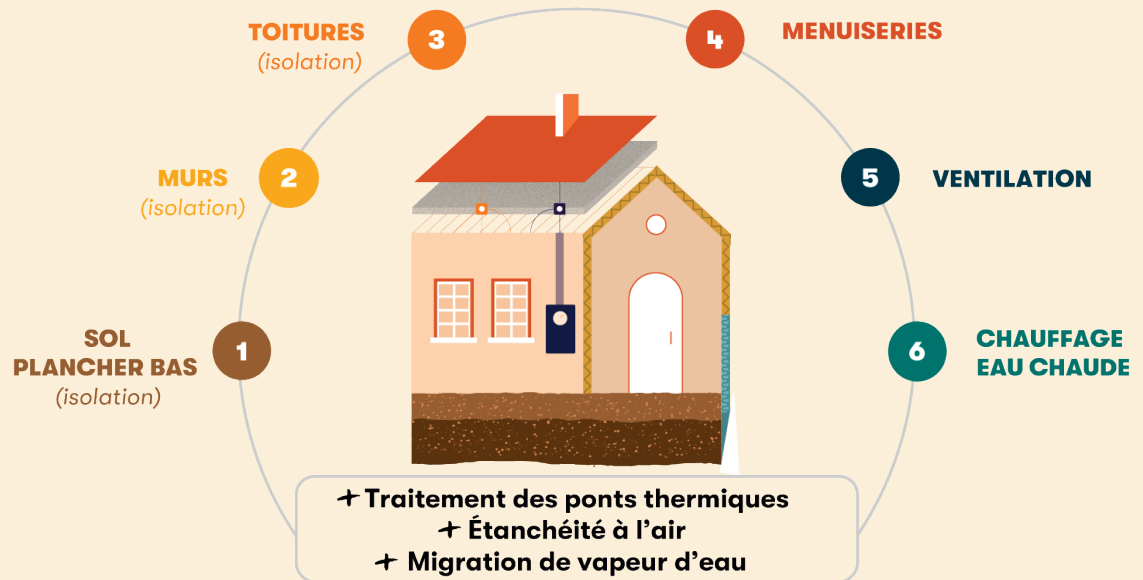 TOITURES
(isolation)
3
4
MENUISERIES
MURS
(isolation)
2
5
VENTILATION
SOL
PLANCHER BAS
(isolation)
1
6
CHAUFFAGE
EAU CHAUDE
+ Traitement des ponts thermiques
+ Étanchéité à l'air
+ Migration de vapeur d'eau